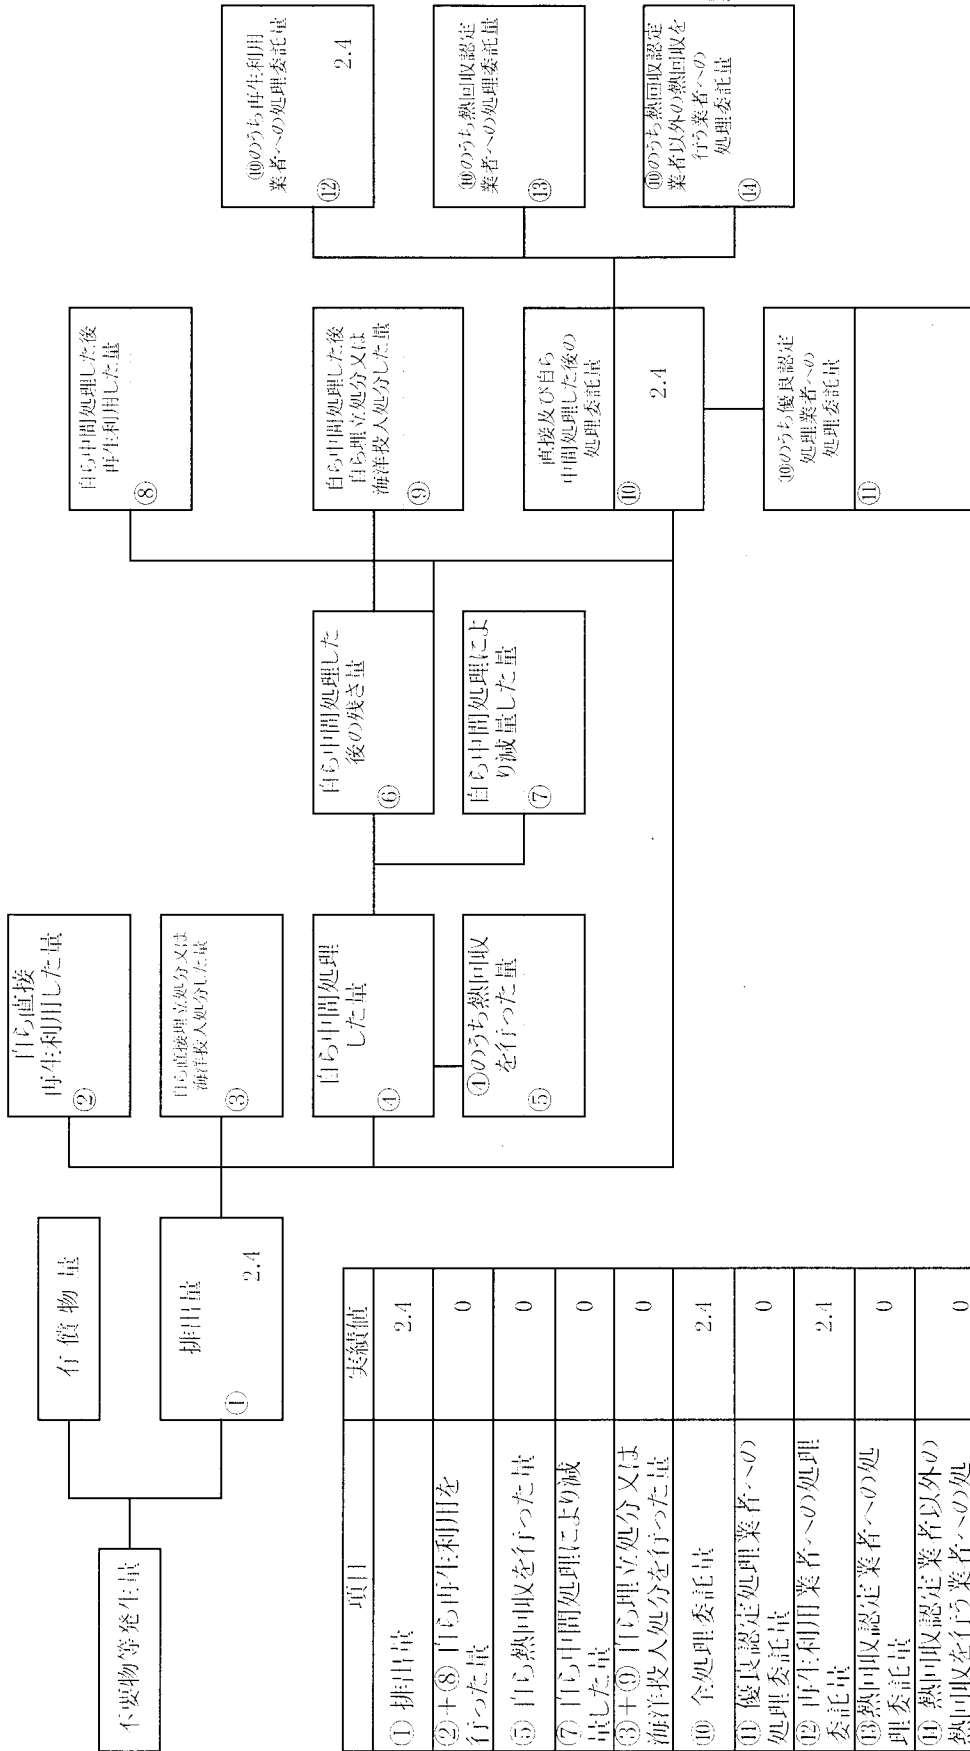 不要物等発生量
有 償 物 量
排出量
①
2.4
自ら直接
再生利用した量
②
自ら直接埋立処分又は
海洋投入処分した量
③
自ら中間処理
した量
④
④のうち熱回収
を行った量
⑤
自ら中間処理した
後の残さ量
⑥
自ら中間処理によ
り減量した量
⑦
自ら中間処理した後
再生利用した量
⑧
自ら中間処理した後
自ら埋立処分又は
海洋投入処分した量
⑨
直接及び自ら
中間処理した後の
処理委託量
⑩
2.4
⑩のうち優良認定
処理業者への
処理委託量
⑪
⑩のうち再生利用
業者への処理委託量
⑫
2.4
⑩のうち熱回収認定
業者への処理委託量
⑬
⑩のうち熱回収認定
業者以外の熱回収を
行う業者への
処理委託量
⑭
項目 実績値
①排出量 2.4
②+⑧ 自ら再生利用を
行った量 0
⑤ 自ら熱回収を行った量 0
⑦ 自ら中間処理により減
量した量 0
③+⑨ 自ら埋立処分又は
海洋投入処分を行った量 0
⑩ 全処理委託量 2.4
⑪ 優良認定処理業者への
処理委託量 0
⑫ 再生利用業者への処理
委託量 2.4
⑬熱回収認定業者への処
理委託量 0
⑭ 熱回収認定業者以外の
熱回収を行う業者への処 0